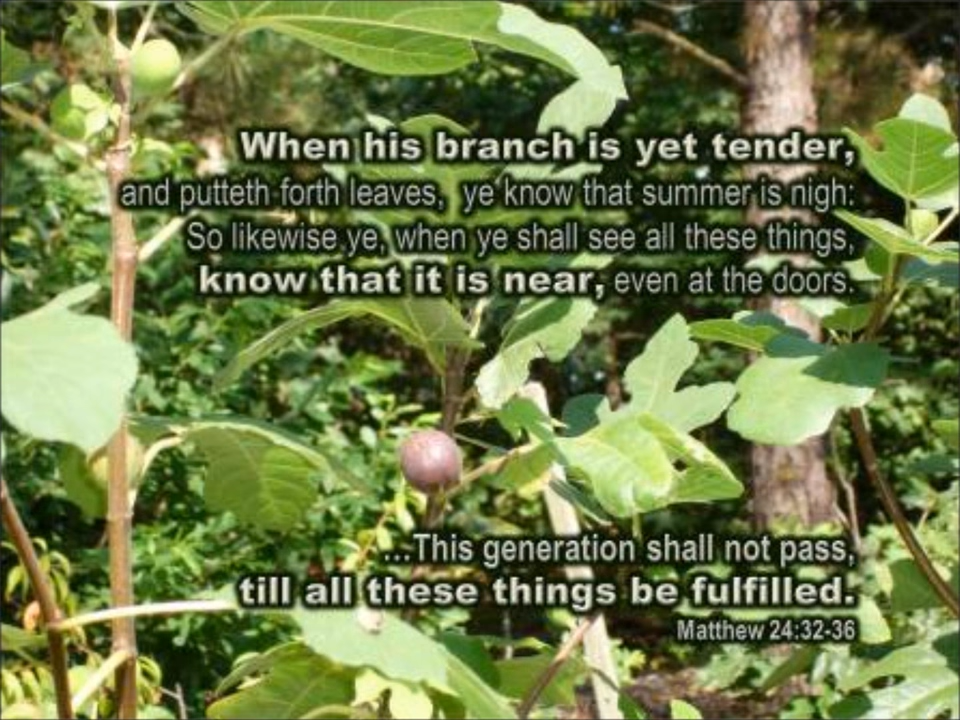 When his branch is yet tender,
and putteth forth leaves, ye know that summer is nigh:
So likewise ye, when ye shall see all these things,
know that it is near, even at the doors.
...This generation shall not pass,
till all these things be fulfilled.
Matthew 24:32-36